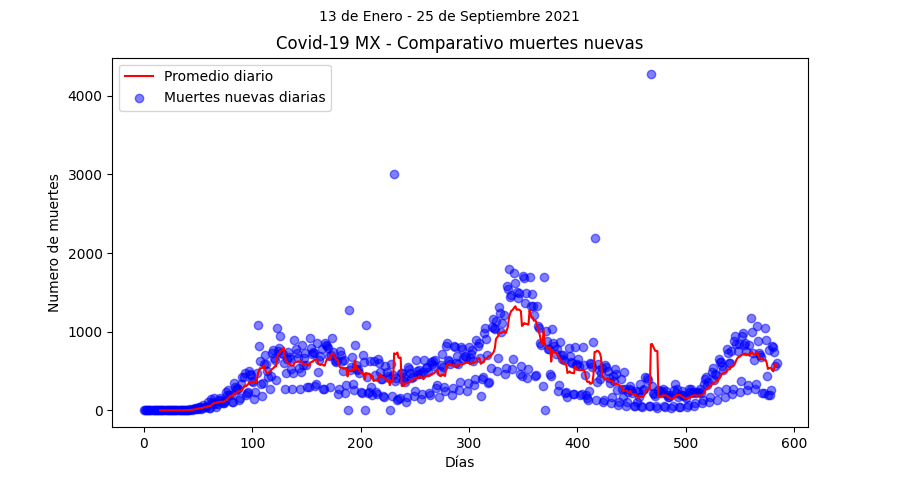 13 de Enero - 25 de Septiembre 2021
Covid-19 MX - Comparativo muertes nuevas
Promedio diario
Muertes nuevas diarias
Numero de muertes
4000
3000
2000
1000
0
0 100 200 300 400 500 600
Días